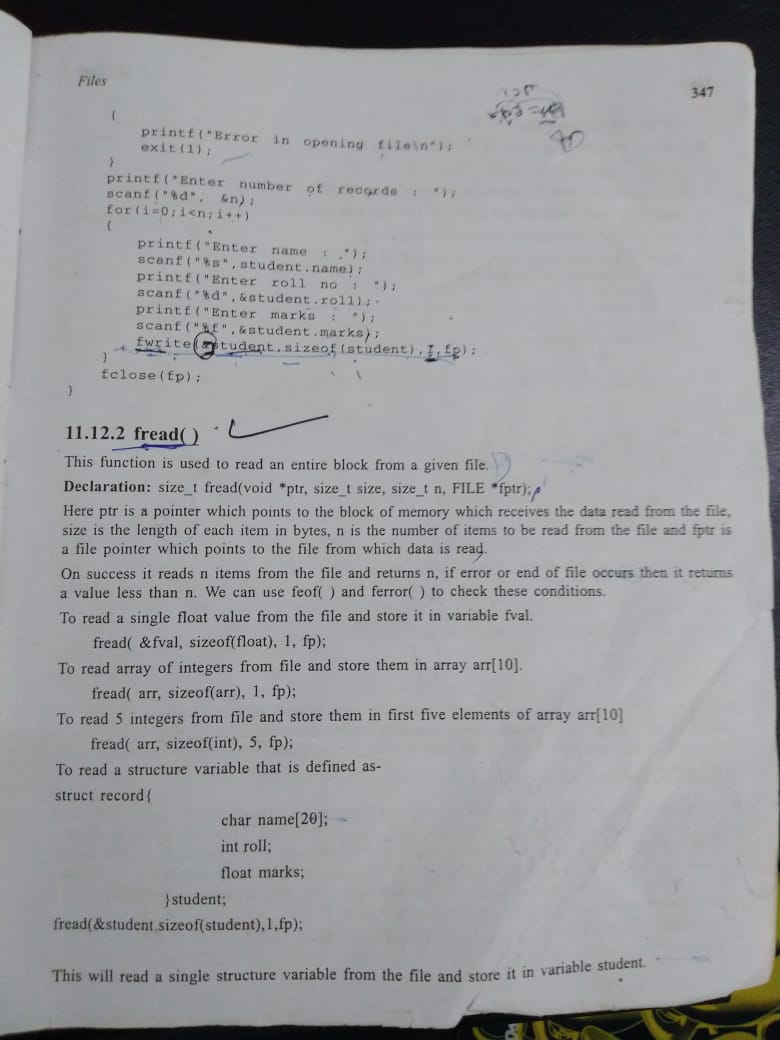 Files
347
{
printf("Error in opening file\n");
exit(1);
}
printf("Enter number of records : ");
scanf("%d", &n);
for(i=0;i<n;i++)
{
printf("Enter name : ");
scanf("%s",student.name);
printf("Enter roll no : ");
scanf("%d",&student.roll);
printf("Enter marks : ");
scanf("%f",&student.marks);
fwrite(&student,sizeof(student),1,fp);
}
fclose(fp);
}
11.12.2 fread( )
This function is used to read an entire block from a given file.
Declaration: size_t fread(void *ptr, size_t size, size_t n, FILE *fptr);
Here ptr is a pointer which points to the block of memory which receives the data read from the file,
size is the length of each item in bytes, n is the number of items to be read from the file and fptr is
a file pointer which points to the file from which data is read.
On success it reads n items from the file and returns n, if error or end of file occurs then it returns
a value less than n. We can use feof( ) and ferror( ) to check these conditions.
To read a single float value from the file and store it in variable fval.
fread( &fval, sizeof(float), 1, fp);
To read array of integers from file and store them in array arr[10].
fread( arr, sizeof(arr), 1, fp);
To read 5 integers from file and store them in first five elements of array arr[10]
fread( arr, sizeof(int), 5, fp);
To read a structure variable that is defined as-
struct record{
char name[20];
int roll;
float marks;
}student;
fread(&student,sizeof(student),1,fp);
This will read a single structure variable from the file and store it in variable student.